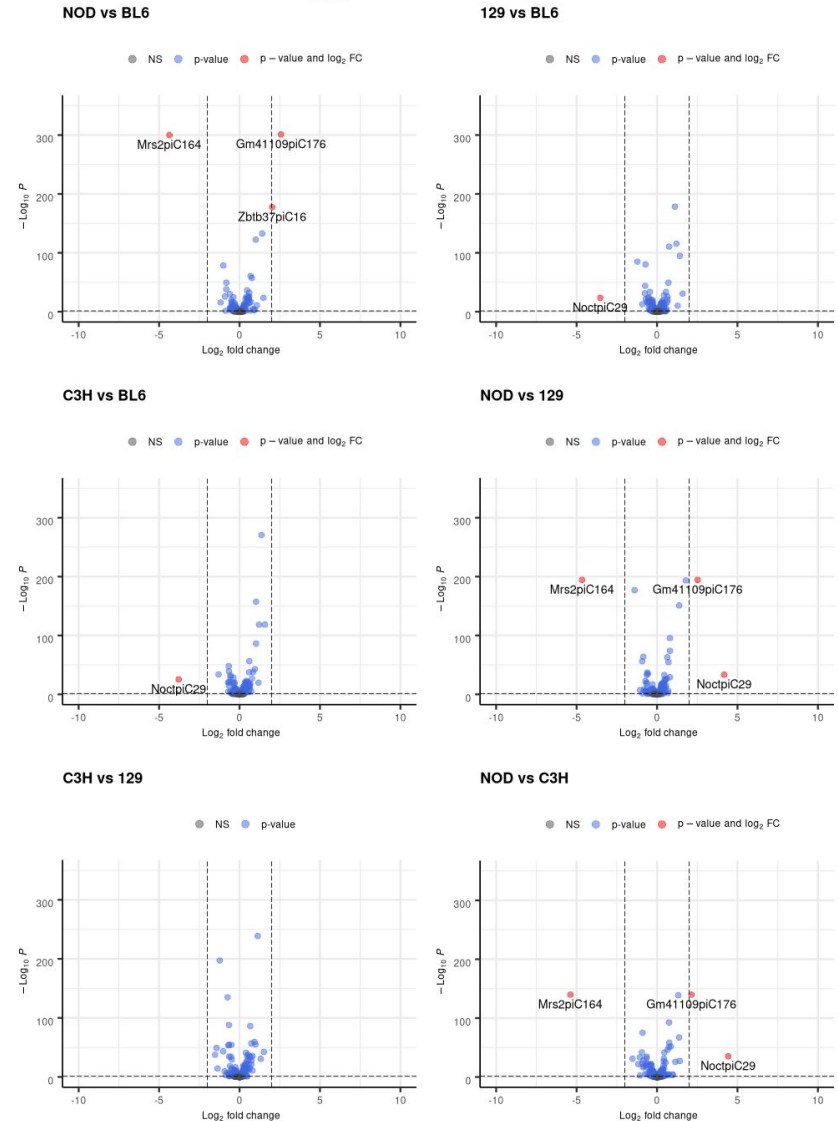 NOD vs BL6
NS p-value p – value and log₂ FC
300
200
100
0
– Log₁₀ P
Mrs2piC164
Gm41109piC176
Zbtb37piC16
-10 -5 0 5 10
Log₂ fold change
129 vs BL6
NS p-value p – value and log₂ FC
300
200
100
0
– Log₁₀ P
NoctpiC29
-10 -5 0 5 10
Log₂ fold change
C3H vs BL6
NS p-value p – value and log₂ FC
300
200
100
0
– Log₁₀ P
NoctpiC29
-10 -5 0 5 10
Log₂ fold change
NOD vs 129
NS p-value p – value and log₂ FC
300
200
100
0
– Log₁₀ P
Mrs2piC164
Gm41109piC176
NoctpiC29
-10 -5 0 5 10
Log₂ fold change
C3H vs 129
NS p-value
300
200
100
0
– Log₁₀ P
-10 -5 0 5 10
Log₂ fold change
NOD vs C3H
NS p-value p – value and log₂ FC
300
200
100
0
– Log₁₀ P
Mrs2piC164
Gm41109piC176
NoctpiC29
-10 -5 0 5 10
Log₂ fold change